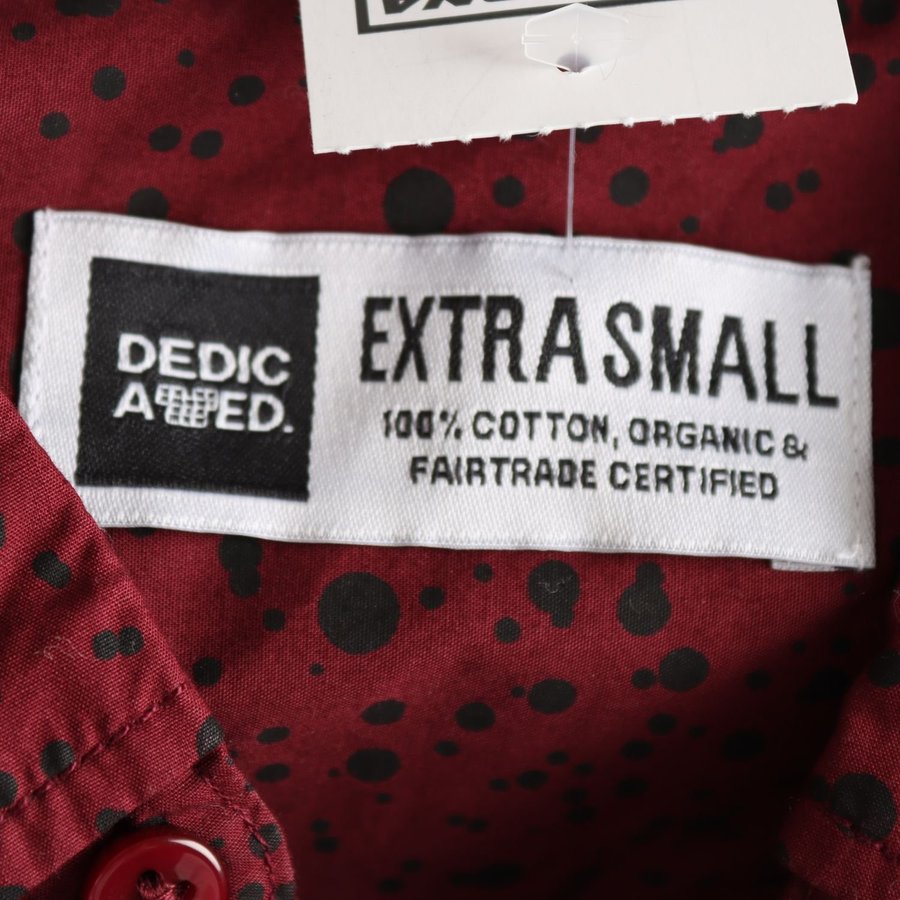 DEDIC
ATED.
EXTRA SMALL
100% COTTON, ORGANIC &
FAIRTRADE CERTIFIED